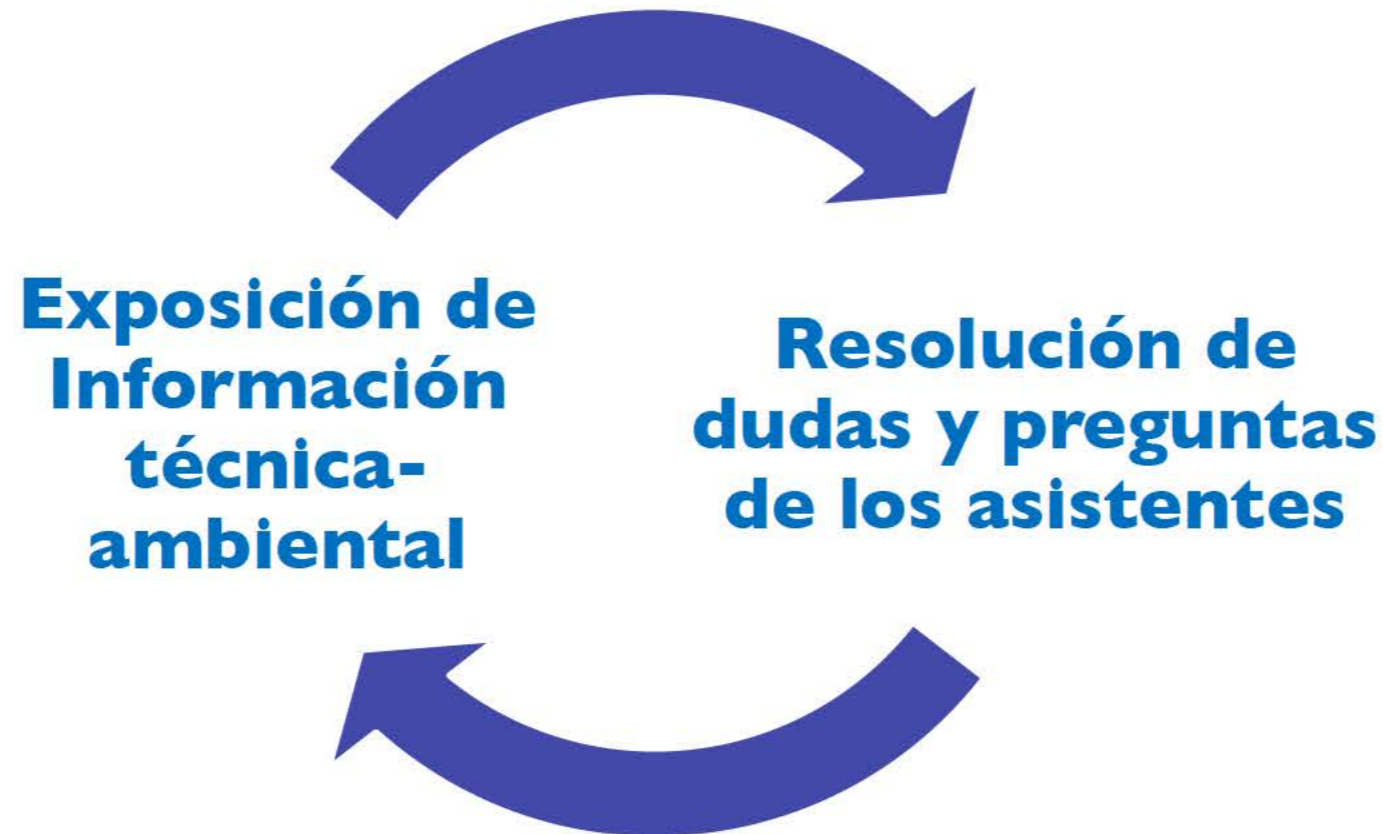 Exposición de
Información
técnica-
ambiental
Resolución de
dudas y preguntas
de los asistentes